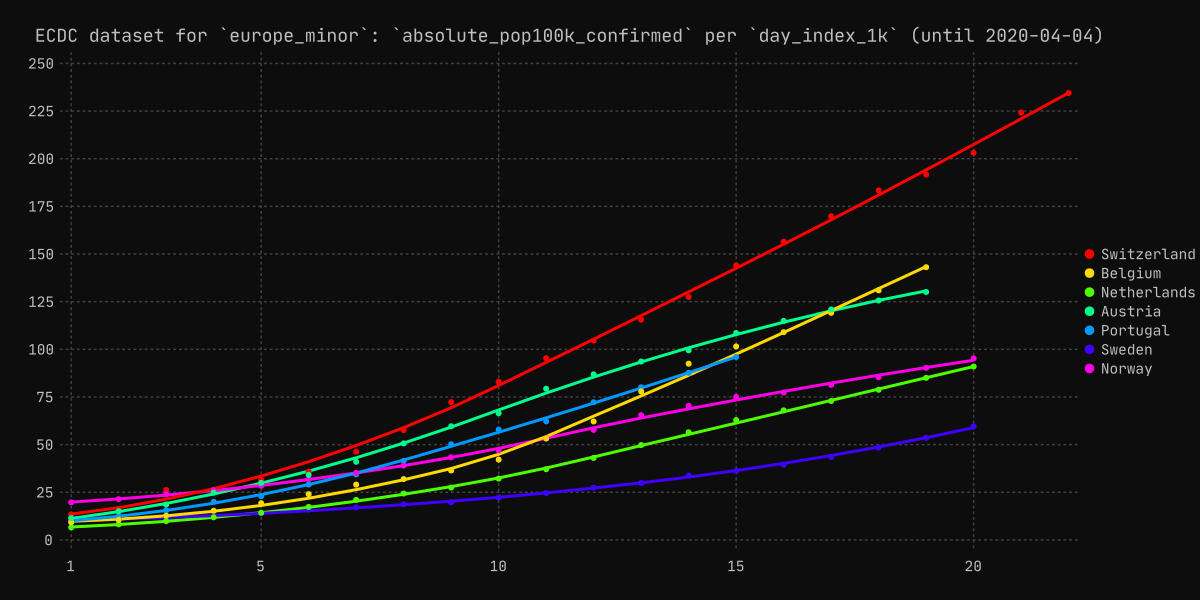 ECDC dataset for `europe_minor`: `absolute_pop100k_confirmed` per `day_index_1k` (until 2020-04-04)
250
225
200
175
150
125
100
75
50
25
0
1 5 10 15 20
Switzerland
Belgium
Netherlands
Austria
Portugal
Sweden
Norway